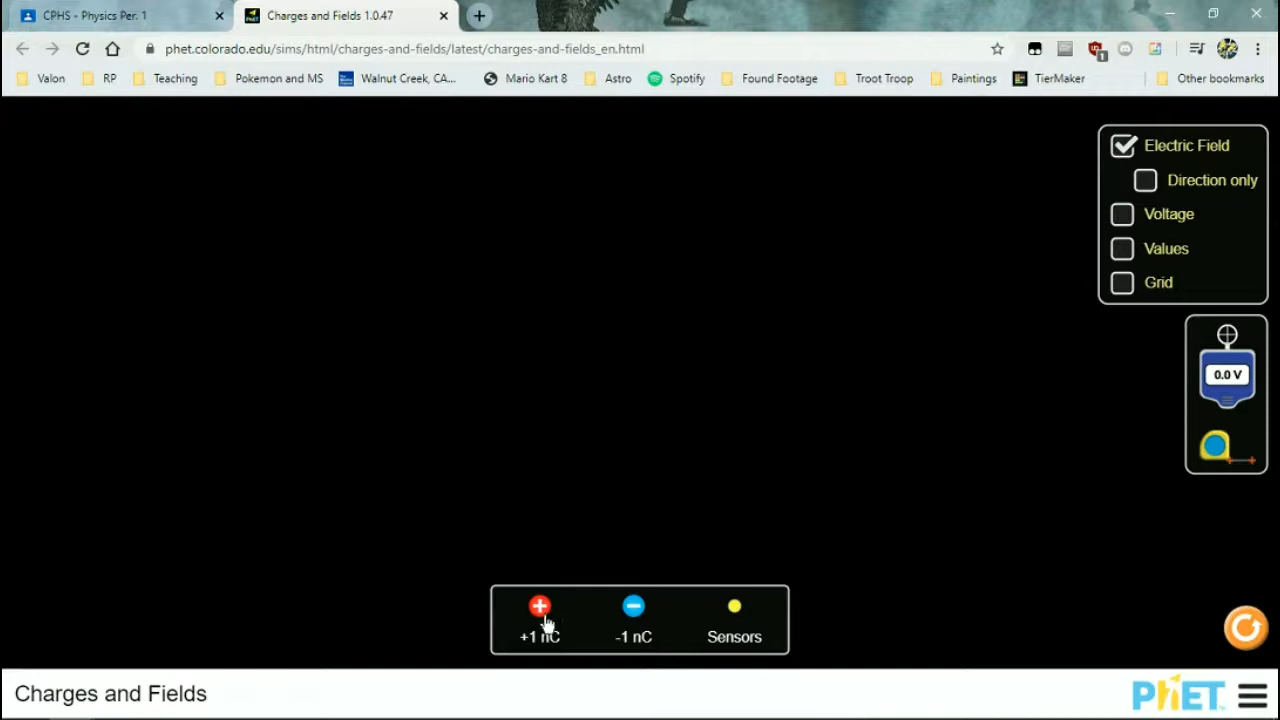 CPHS - Physics Per. 1
Charges and Fields 1.0.47
phet.colorado.edu/sims/html/charges-and-fields/latest/charges-and-fields_en.html
1
Valon RP Teaching Pokemon and MS Walnut Creek, CA... Mario Kart 8 Astro Spotify Found Footage Troot Troop Paintings TierMaker Other bookmarks
Electric Field
Direction only
Voltage
Values
Grid
0.0 V
+1 nC -1 nC Sensors
Charges and Fields
PhET